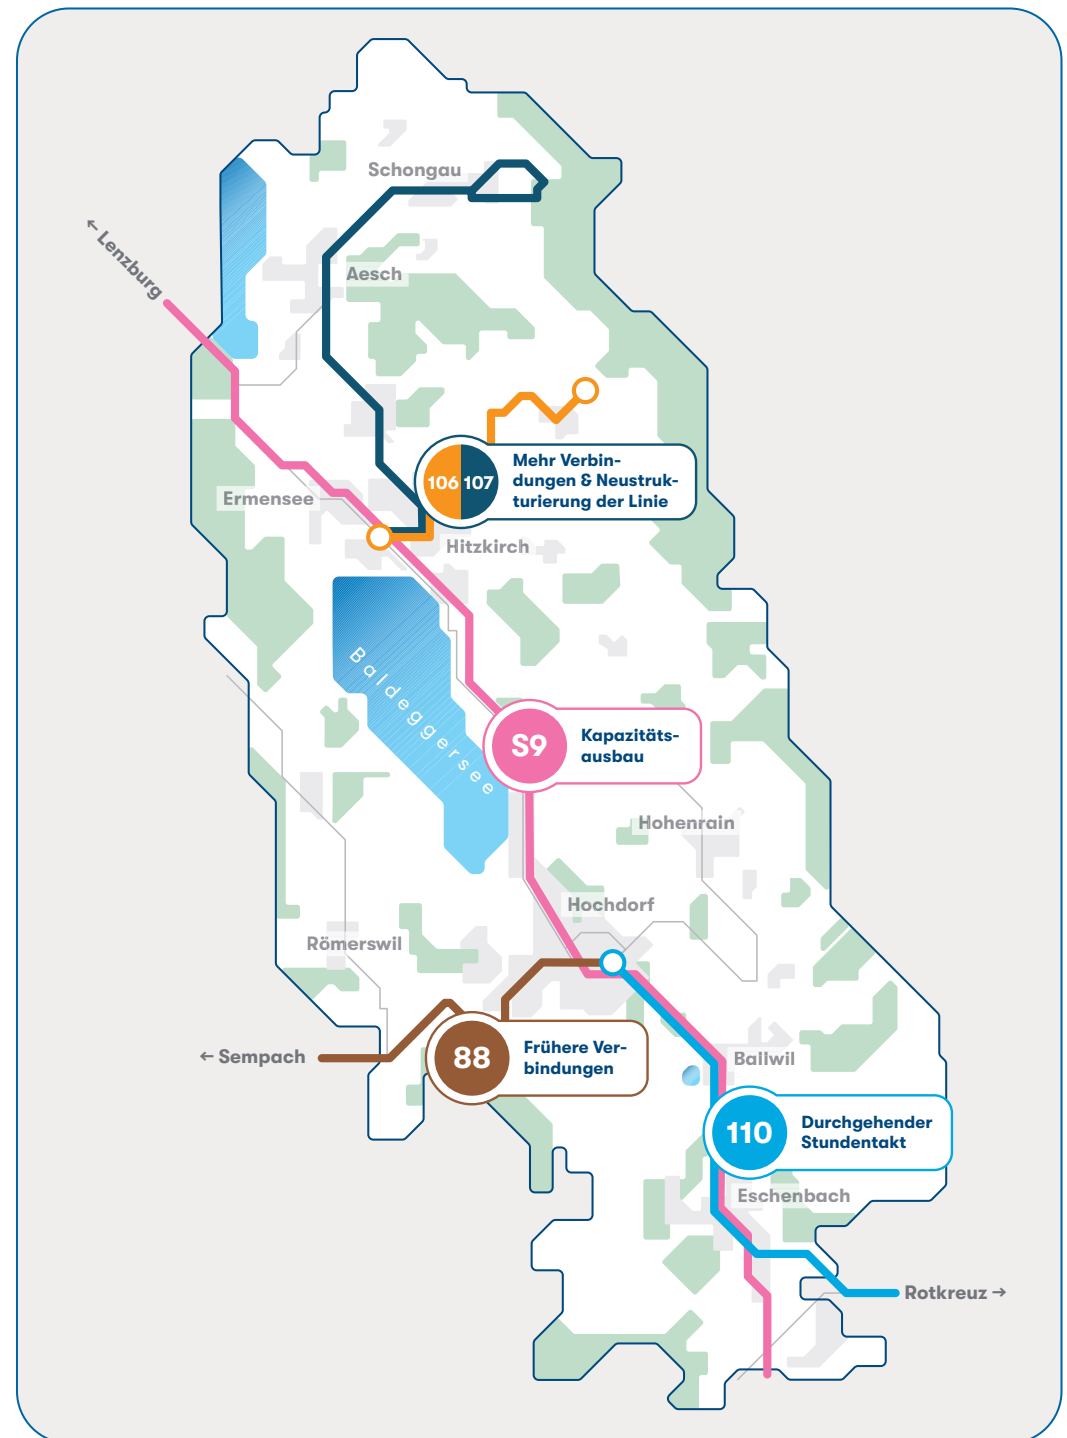 Schongau
← Lenzburg
Aesch
106 107
Mehr Verbin-
dungen & Neustruk-
turierung der Linie
Ermensee
Hitzkirch
Baldeggersee
S9
Kapazitäts-
ausbau
Hohenrain
Hochdorf
Römerswil
← Sempach
88
Frühere Ver-
bindungen
Ballwil
110
Durchgehender
Stundentakt
Eschenbach
Rotkreuz →